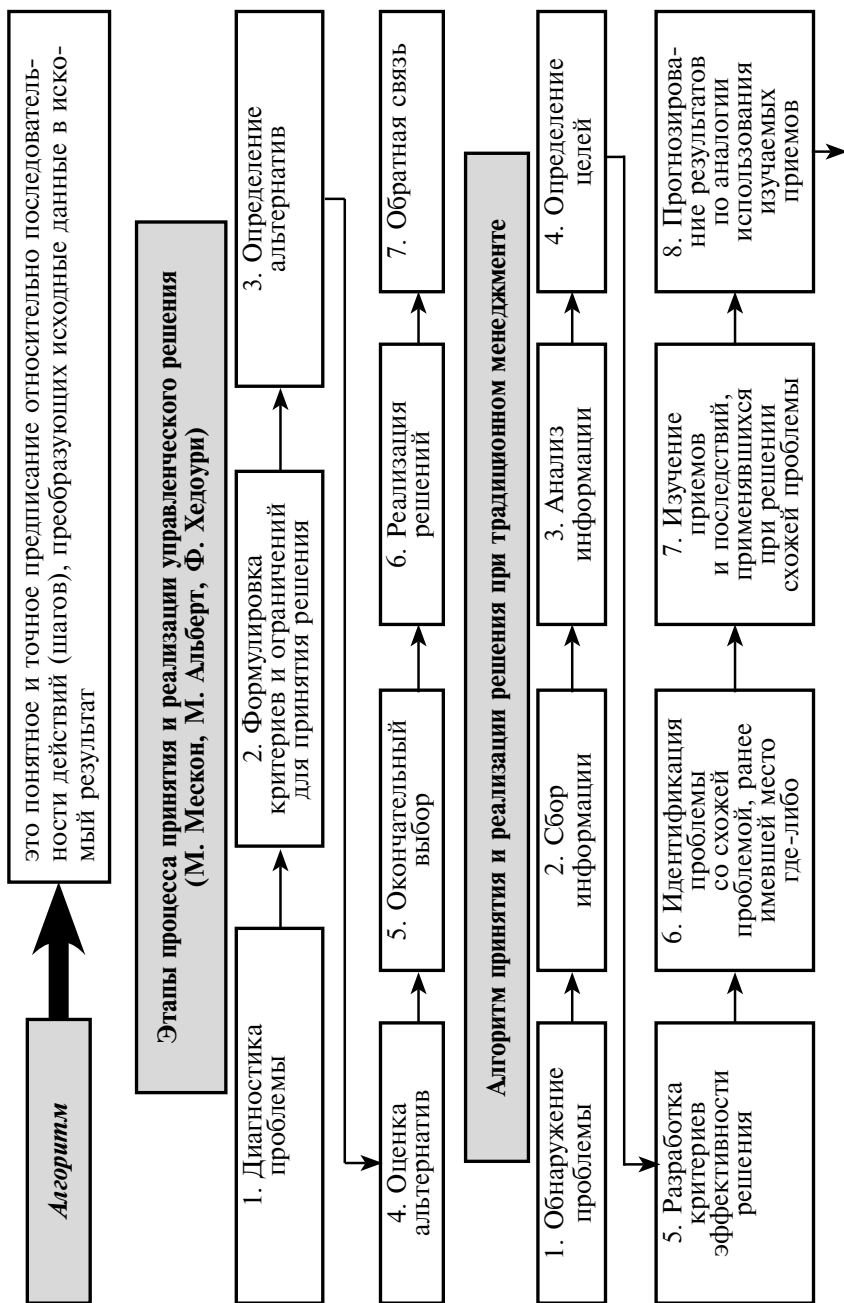 Алгоритм
это понятное и точное предписание относительно последователь-
ности действий (шагов), преобразующих исходные данные в иско-
мый результат
Этапы процесса принятия и реализации управленческого решения
(М. Мескон, М. Альберт, Ф. Хедоури)
1. Диагностика
проблемы
2. Формулировка
критериев и ограничений
для принятия решения
3. Определение
альтернатив
4. Оценка
альтернатив
5. Окончательный
выбор
6. Реализация
решений
7. Обратная связь
Алгоритм принятия и реализации решения при традиционном менеджменте
1. Обнаружение
проблемы
2. Сбор
информации
3. Анализ
информации
4. Определение
целей
5. Разработка
критериев
эффективности
решения
6. Идентификация
проблемы
со схожей
проблемой, ранее
имевшей место
где-либо
7. Изучение
приемов
и последствий,
применявшихся
при решении
схожей проблемы
8. Прогнозирова-
ние результатов
по аналогии
использования
изучаемых
приемов